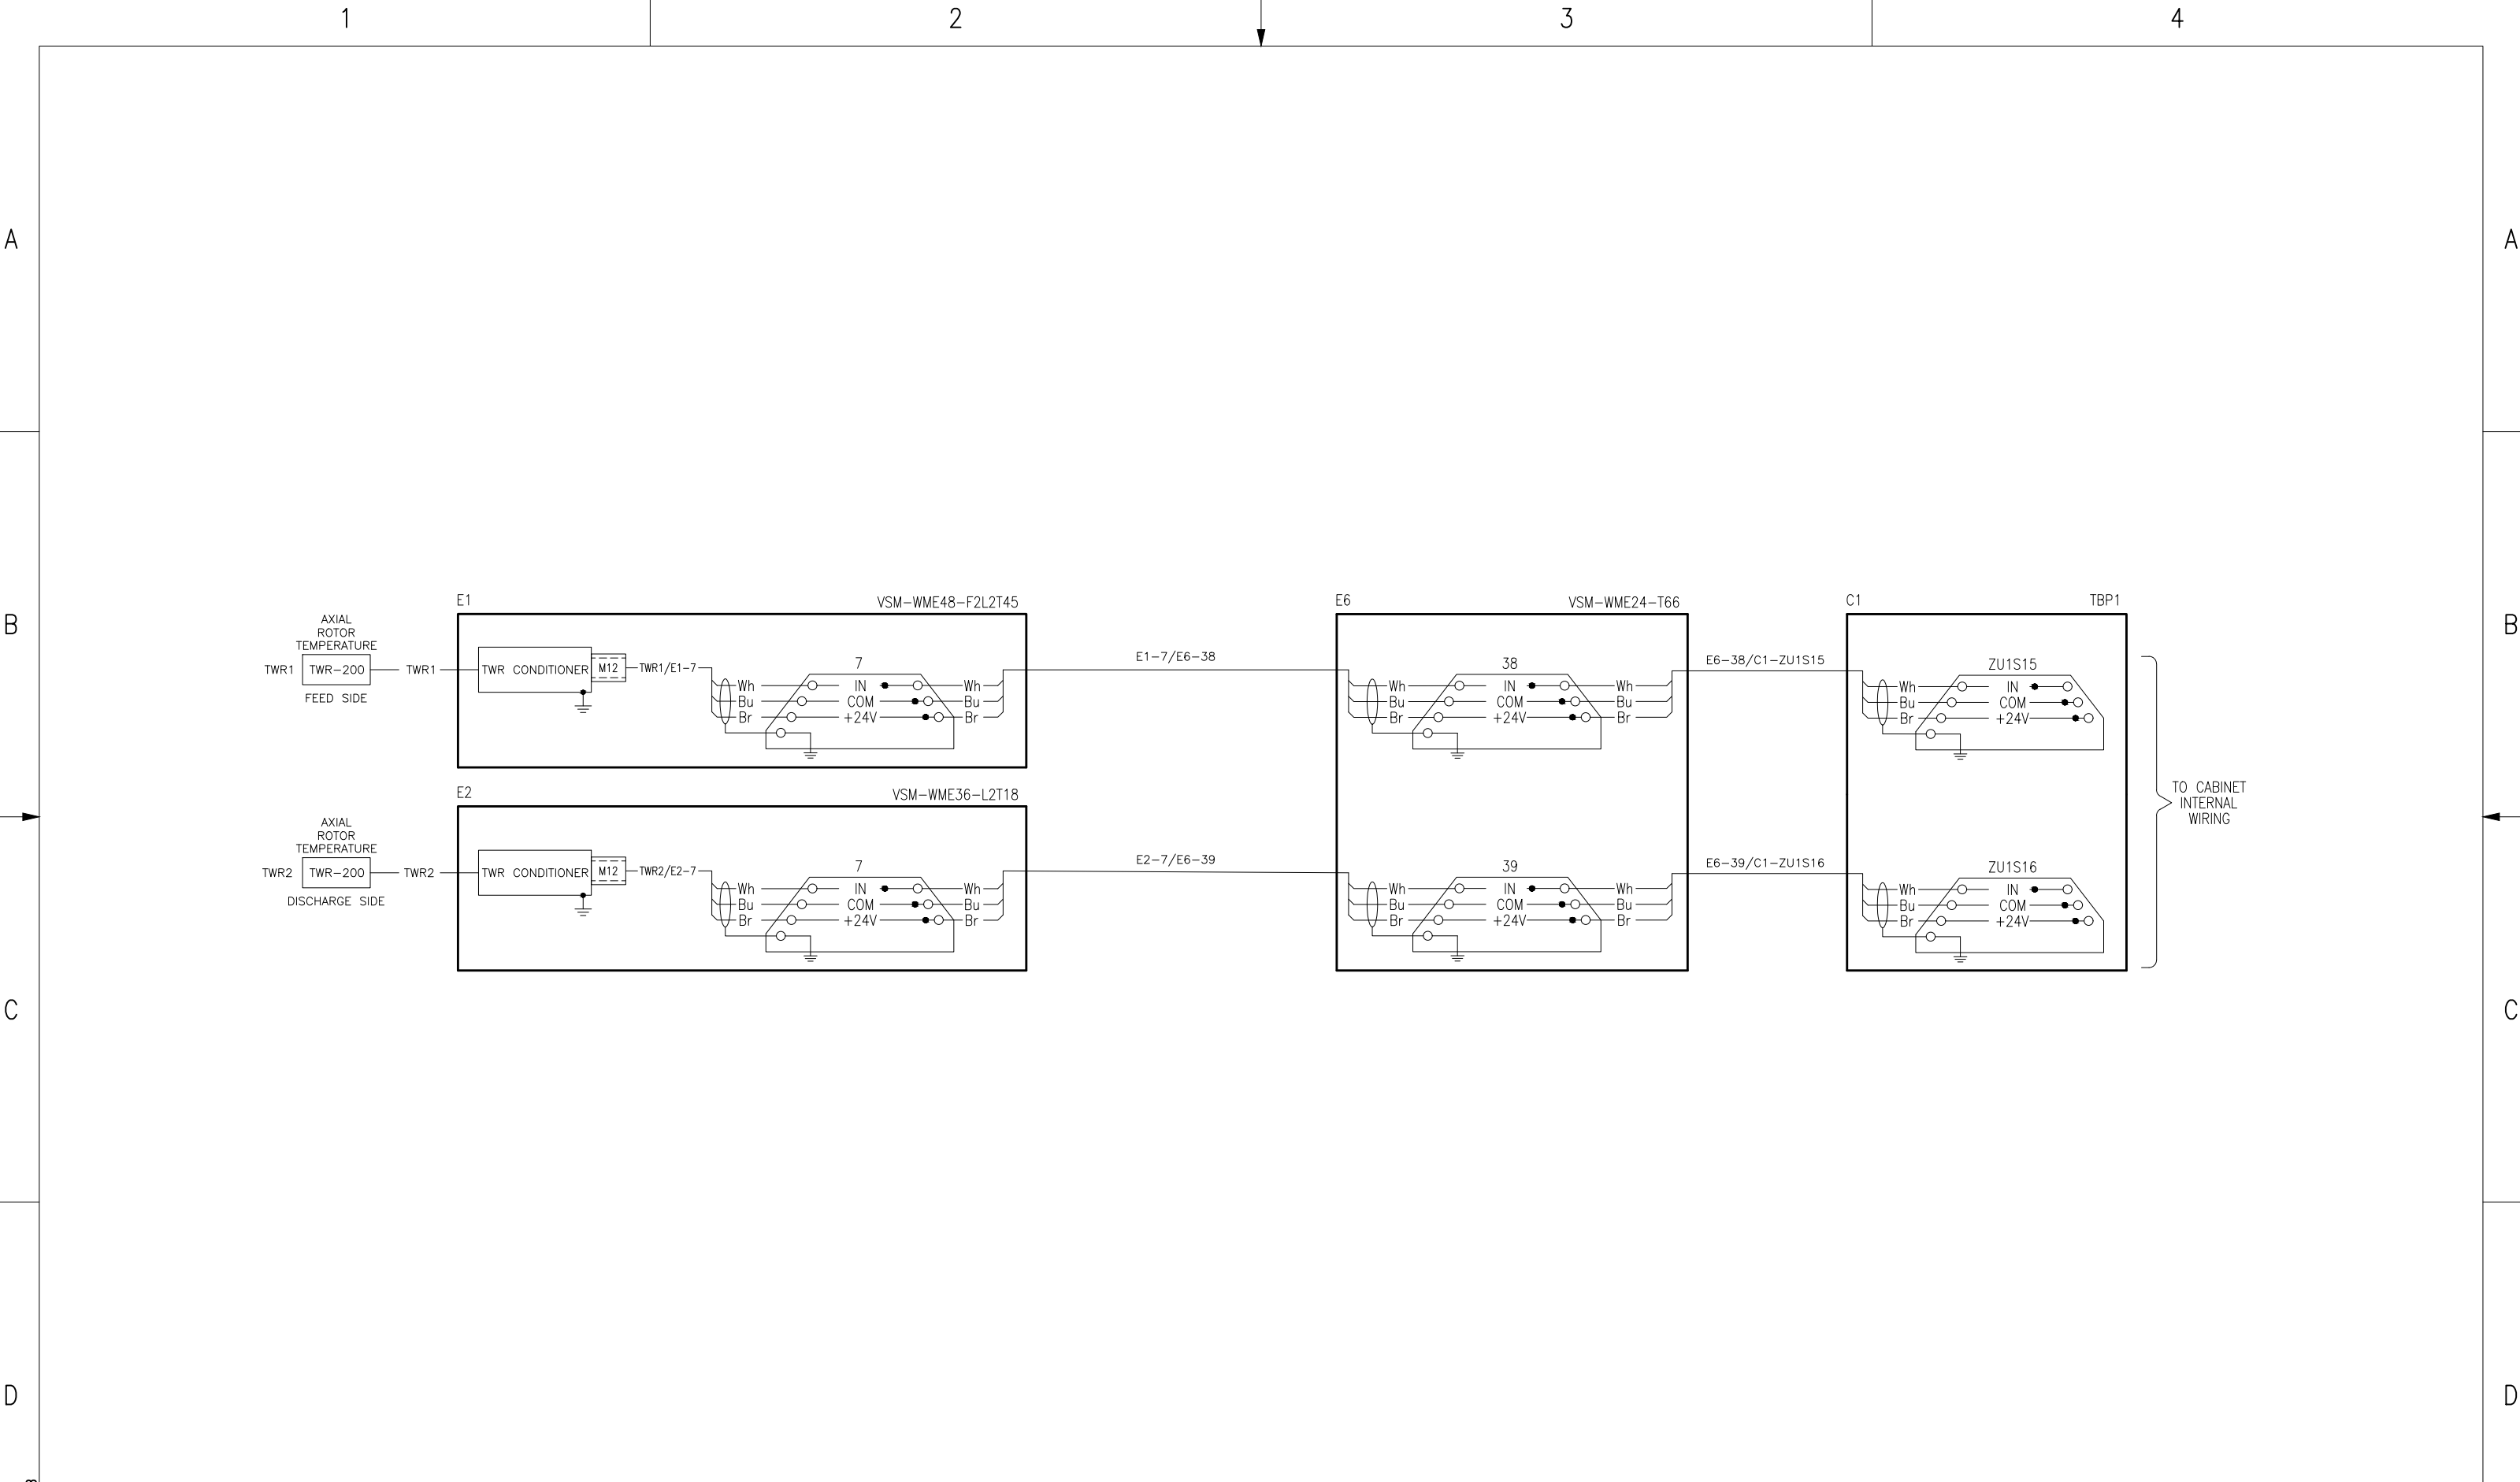 1
2
3
4
A
A
B
B
C
C
D
D
E1
VSM-WME48-F2L2T45
AXIAL
ROTOR
TEMPERATURE
TWR1
TWR-200
FEED SIDE
TWR1
TWR CONDITIONER
M12
TWR1/E1-7
7
Wh
IN
Wh
Bu
COM
Bu
Br
+24V
Br
E1-7/E6-38
E2
VSM-WME36-L2T18
AXIAL
ROTOR
TEMPERATURE
TWR2
TWR-200
DISCHARGE SIDE
TWR2
TWR CONDITIONER
M12
TWR2/E2-7
7
Wh
IN
Wh
Bu
COM
Bu
Br
+24V
Br
E2-7/E6-39
E6
VSM-WME24-T66
38
Wh
IN
Wh
Bu
COM
Bu
Br
+24V
Br
E6-38/C1-ZU1S15
39
Wh
IN
Wh
Bu
COM
Bu
Br
+24V
Br
E6-39/C1-ZU1S16
C1
TBP1
ZU1S15
Wh
IN
Bu
COM
Br
+24V
ZU1S16
Wh
IN
Bu
COM
Br
+24V
TO CABINET
INTERNAL
WIRING